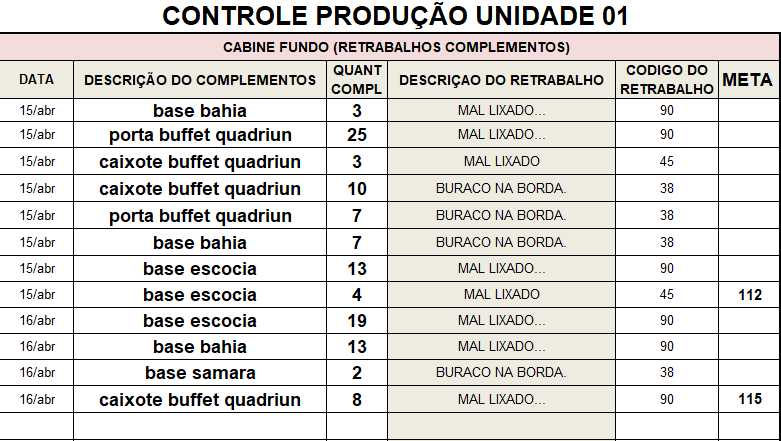 CONTROLE PRODUÇÃO UNIDADE 01
CABINE FUNDO (RETRABALHOS COMPLEMENTOS)
DATA DESCRIÇÃO DO COMPLEMENTOS QUANT COMPL DESCRIÇAO DO RETRABALHO CODIGO DO RETRABALHO META
15/abr base bahia 3 MAL LIXADO... 90
15/abr porta buffet quadriun 25 MAL LIXADO... 90
15/abr caixote buffet quadriun 3 MAL LIXADO 45
15/abr caixote buffet quadriun 10 BURACO NA BORDA. 38
15/abr porta buffet quadriun 7 BURACO NA BORDA. 38
15/abr base bahia 7 BURACO NA BORDA. 38
15/abr base escocia 13 MAL LIXADO... 90
15/abr base escocia 4 MAL LIXADO 45 112
16/abr base escocia 19 MAL LIXADO... 90
16/abr base bahia 13 MAL LIXADO... 90
16/abr base samara 2 BURACO NA BORDA. 38
16/abr caixote buffet quadriun 8 MAL LIXADO... 90 115